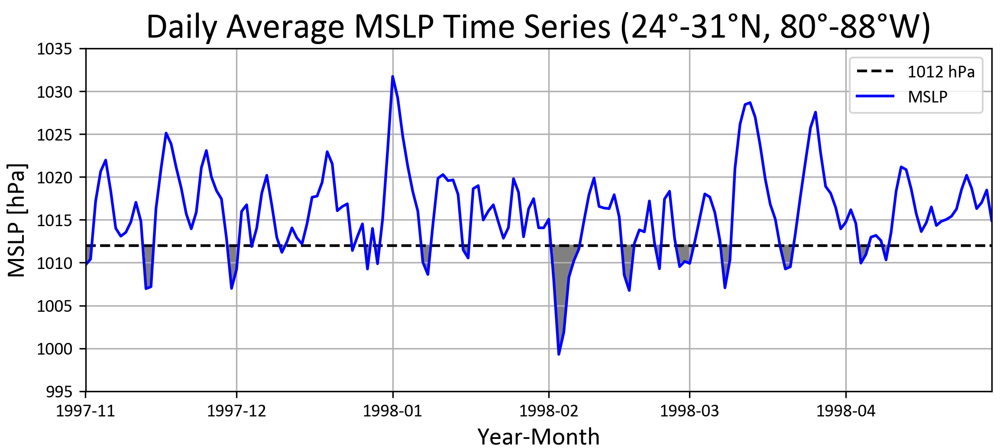 Daily Average MSLP Time Series (24°-31°N, 80°-88°W)
MSLP [hPa]
1035
1030
1025
1020
1015
1010
1005
1000
995
1012 hPa
MSLP
1997-11 1997-12 1998-01 1998-02 1998-03 1998-04
Year-Month